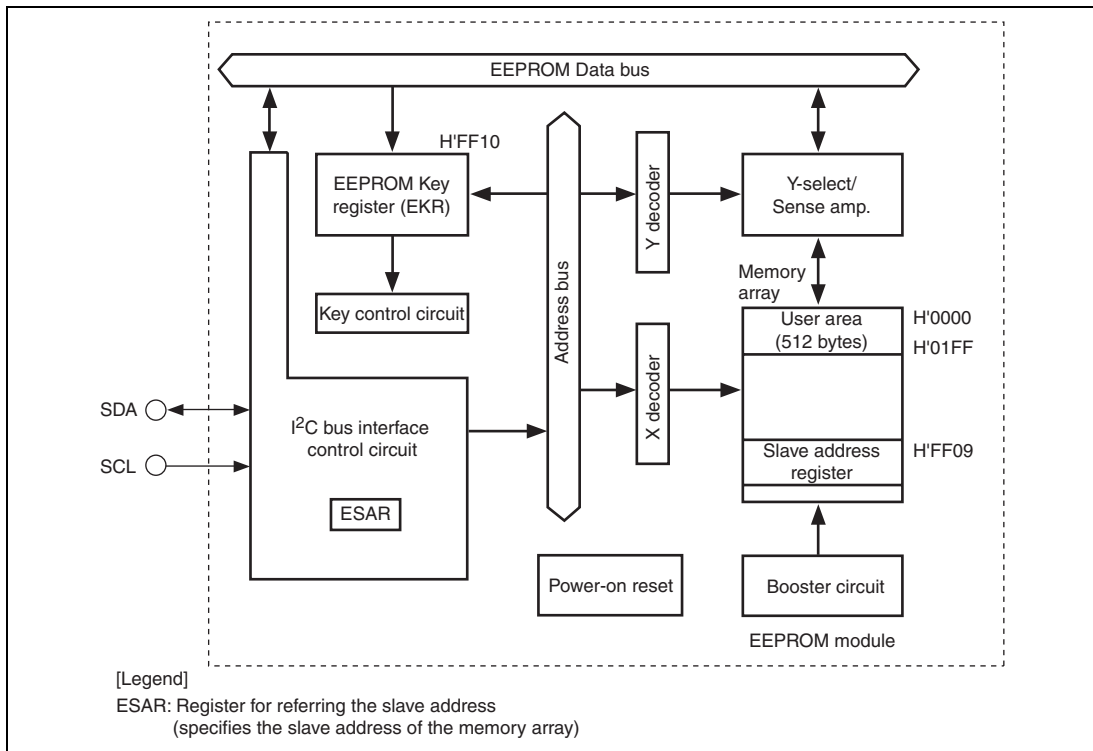 EEPROM Data bus
H'FF10
EEPROM Key
register (EKR)
Key control circuit
Address bus
Y decoder
Y-select/
Sense amp.
Memory
array
User area
(512 bytes)
H'0000
H'01FF
X decoder
SDA
SCL
I²C bus interface
control circuit
ESAR
Slave address
register
H'FF09
Power-on reset
Booster circuit
EEPROM module
[Legend]
ESAR: Register for referring the slave address
(specifies the slave address of the memory array)